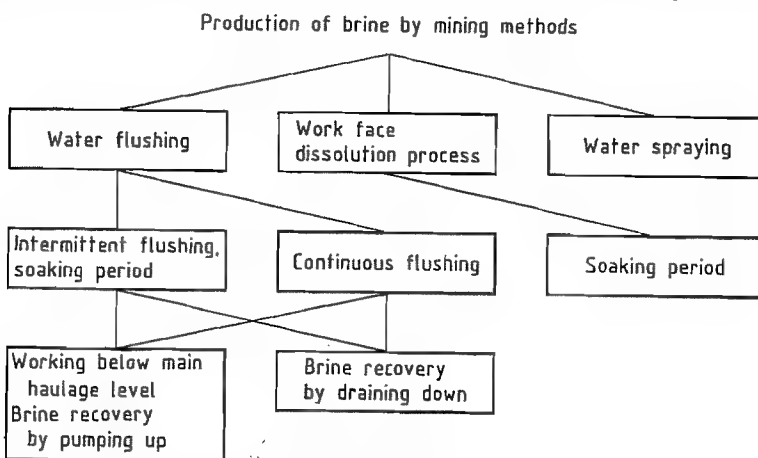 Production of brine by mining methods
Water flushing
Work face
dissolution process
Water spraying
Intermittent flushing,
soaking period
Continuous flushing
Soaking period
Working below main
haulage level
Brine recovery
by pumping up
Brine recovery
by draining down